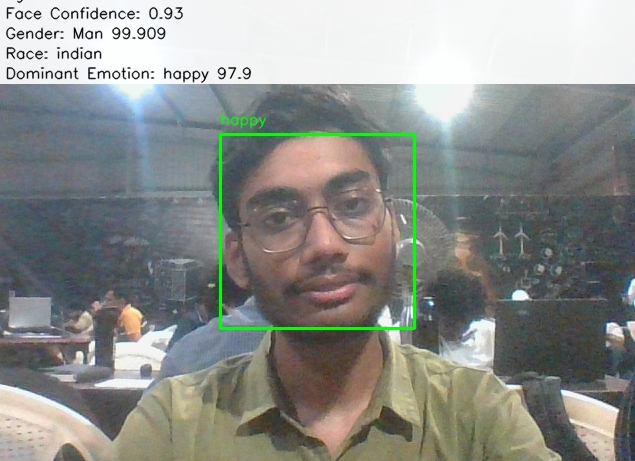 Face Confidence: 0.93
Gender: Man 99.909
Race: indian
Dominant Emotion: happy 97.9
happy